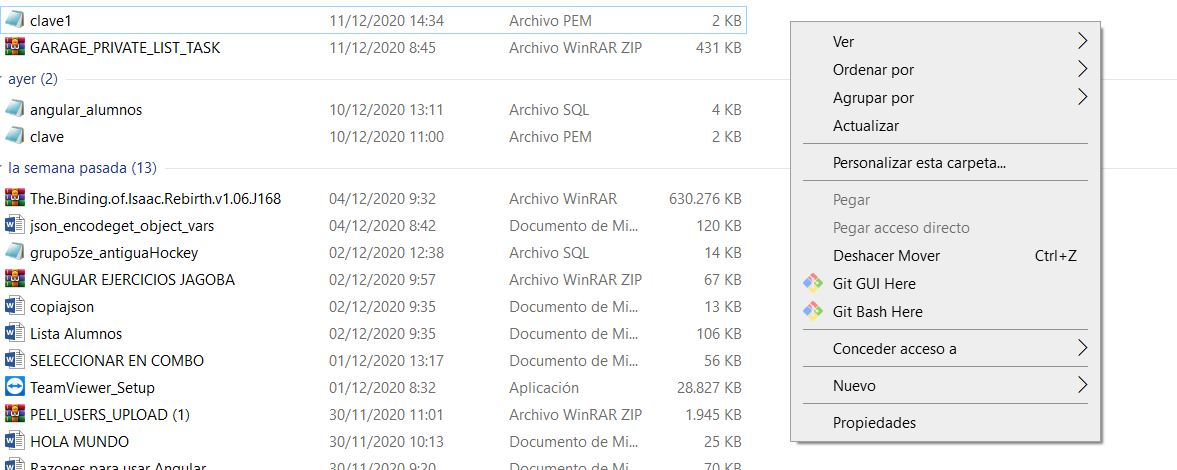 clave1 11/12/2020 14:34 Archivo PEM 2 KB
GARAGE_PRIVATE_LIST_TASK 11/12/2020 8:45 Archivo WinRAR ZIP 431 KB
ayer (2)
angular_alumnos 10/12/2020 13:11 Archivo SQL 4 KB
clave 10/12/2020 11:00 Archivo PEM 2 KB
la semana pasada (13)
The.Binding.of.Isaac.Rebirth.v1.06.J168 04/12/2020 9:32 Archivo WinRAR 630.276 KB
json_encodeget_object_vars 04/12/2020 8:42 Documento de Mi... 120 KB
grupo5ze_antiguaHockey 02/12/2020 12:38 Archivo SQL 14 KB
ANGULAR EJERCICIOS JAGOBA 02/12/2020 9:57 Archivo WinRAR ZIP 67 KB
copiajson 02/12/2020 9:35 Documento de Mi... 13 KB
Lista Alumnos 02/12/2020 9:35 Documento de Mi... 106 KB
SELECCIONAR EN COMBO 01/12/2020 13:17 Documento de Mi... 56 KB
TeamViewer_Setup 01/12/2020 8:32 Aplicación 28.827 KB
PELI_USERS_UPLOAD (1) 30/11/2020 11:01 Archivo WinRAR ZIP 1.945 KB
HOLA MUNDO 30/11/2020 10:13 Documento de Mi... 25 KB
Razones para usar Angular 30/11/2020 9:20 Documento de Mi... 70 KB
Ver
Ordenar por
Agrupar por
Actualizar
Personalizar esta carpeta...
Pegar
Pegar acceso directo
Deshacer Mover Ctrl+Z
Git GUI Here
Git Bash Here
Conceder acceso a
Nuevo
Propiedades